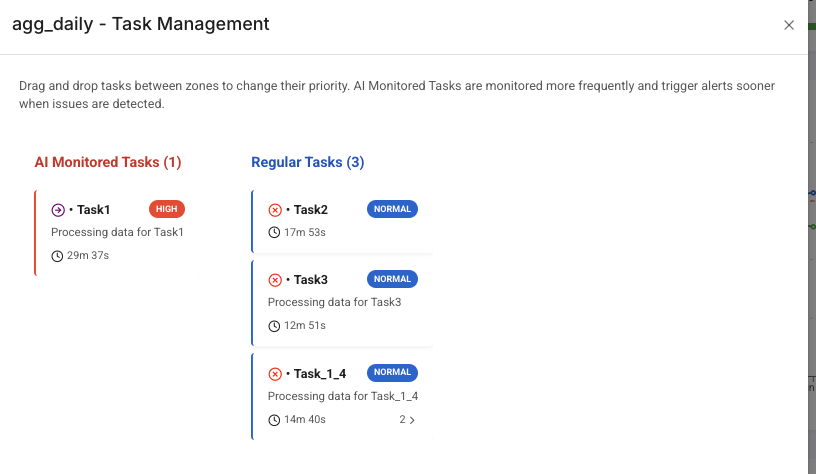 agg_daily - Task Management
Drag and drop tasks between zones to change their priority. AI Monitored Tasks are monitored more frequently and trigger alerts sooner
when issues are detected.
AI Monitored Tasks (1)
• Task1 HIGH
Processing data for Task1
29m 37s
Regular Tasks (3)
• Task2 NORMAL
17m 53s
• Task3 NORMAL
Processing data for Task3
12m 51s
• Task_1_4 NORMAL
Processing data for Task_1_4
14m 40s 2 >